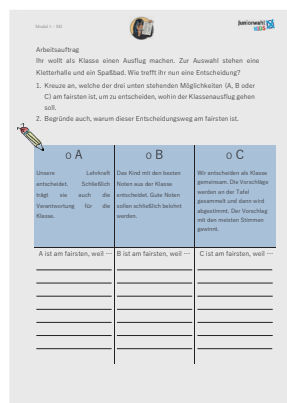 Modul 1 - M2
juniorwahl
KIDS
Arbeitsauftrag
Ihr wollt als Klasse einen Ausflug machen. Zur Auswahl stehen eine
Kletterhalle und ein Spaßbad. Wie trefft ihr nun eine Entscheidung?
1. Kreuze an, welche der drei unten stehenden Möglichkeiten (A, B oder
C) am fairsten ist, um zu entscheiden, wohin der Klassenausflug gehen
soll.
2. Begründe auch, warum dieser Entscheidungsweg am fairsten ist.
o A
Unsere Lehrkraft
entscheidet. Schließlich
trägt sie auch die
Verantwortung für die
Klasse.
o B
Das Kind mit den besten
Noten aus der Klasse
entscheidet. Gute Noten
sollen schließlich belohnt
werden.
o C
Wir entscheiden als Klasse
gemeinsam. Die Vorschläge
werden an der Tafel
gesammelt und dann wird
abgestimmt. Der Vorschlag
mit den meisten Stimmen
gewinnt.
A ist am fairsten, weil ...
B ist am fairsten, weil ...
C ist am fairsten, weil ...